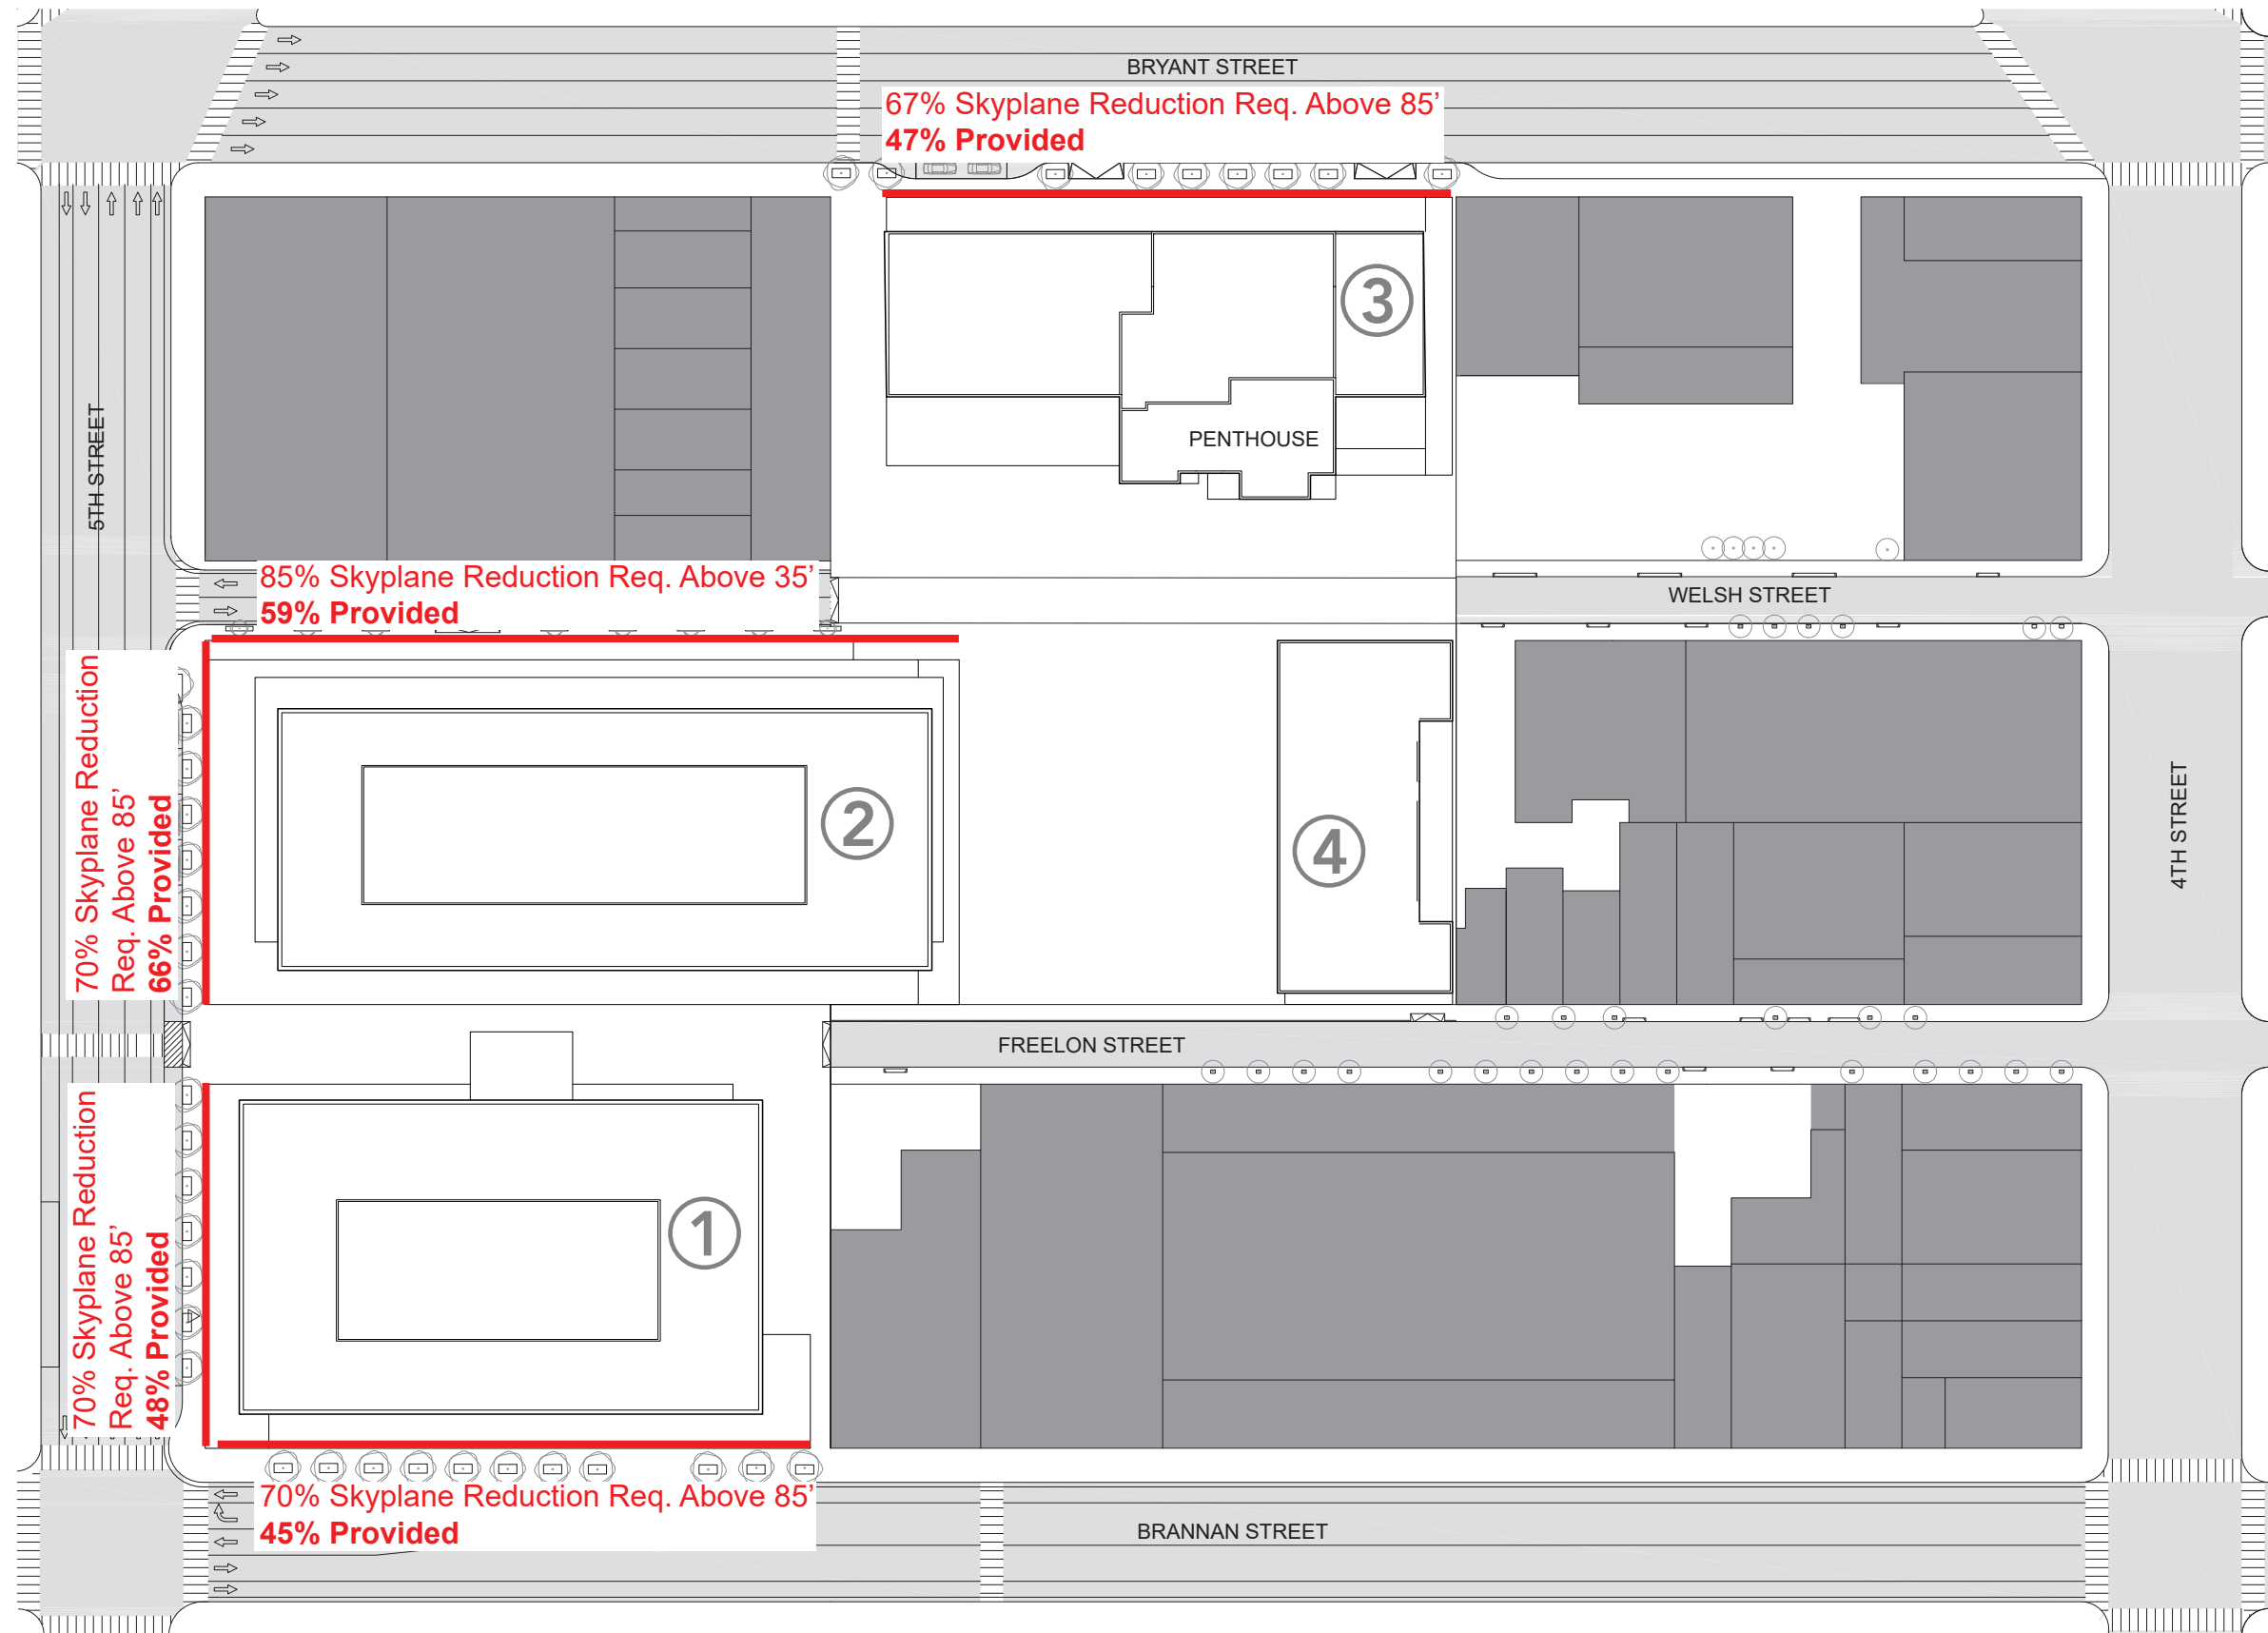 BRYANT STREET
67% Skyplane Reduction Req. Above 85’
47% Provided
3
5TH STREET
PENTHOUSE
85% Skyplane Reduction Req. Above 35’
59% Provided
WELSH STREET
70% Skyplane Reduction
Req. Above 85’
66% Provided
2
4
4TH STREET
FREELON STREET
70% Skyplane Reduction
Req. Above 85’
48% Provided
1
70% Skyplane Reduction Req. Above 85’
45% Provided
BRANNAN STREET